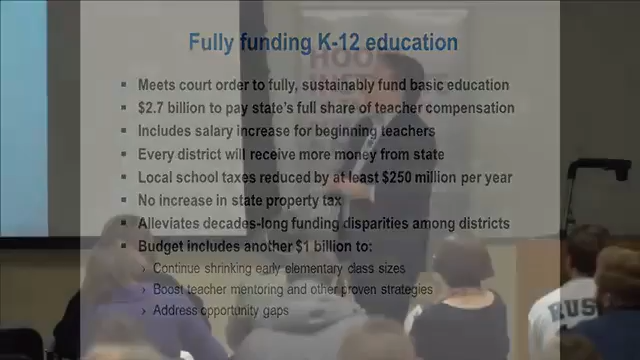 Fully funding K-12 education
Meets court order to fully, sustainably fund basic education
$2.7 billion to pay state's full share of teacher compensation
Includes salary increase for beginning teachers
Every district will receive more money from state
Local school taxes reduced by at least $250 million per year
No increase in state property tax
Alleviates decades-long funding disparities among districts
Budget includes another $1 billion to:
Continue shrinking early elementary class sizes
Boost teacher mentoring and other proven strategies
Address opportunity gaps
RUS